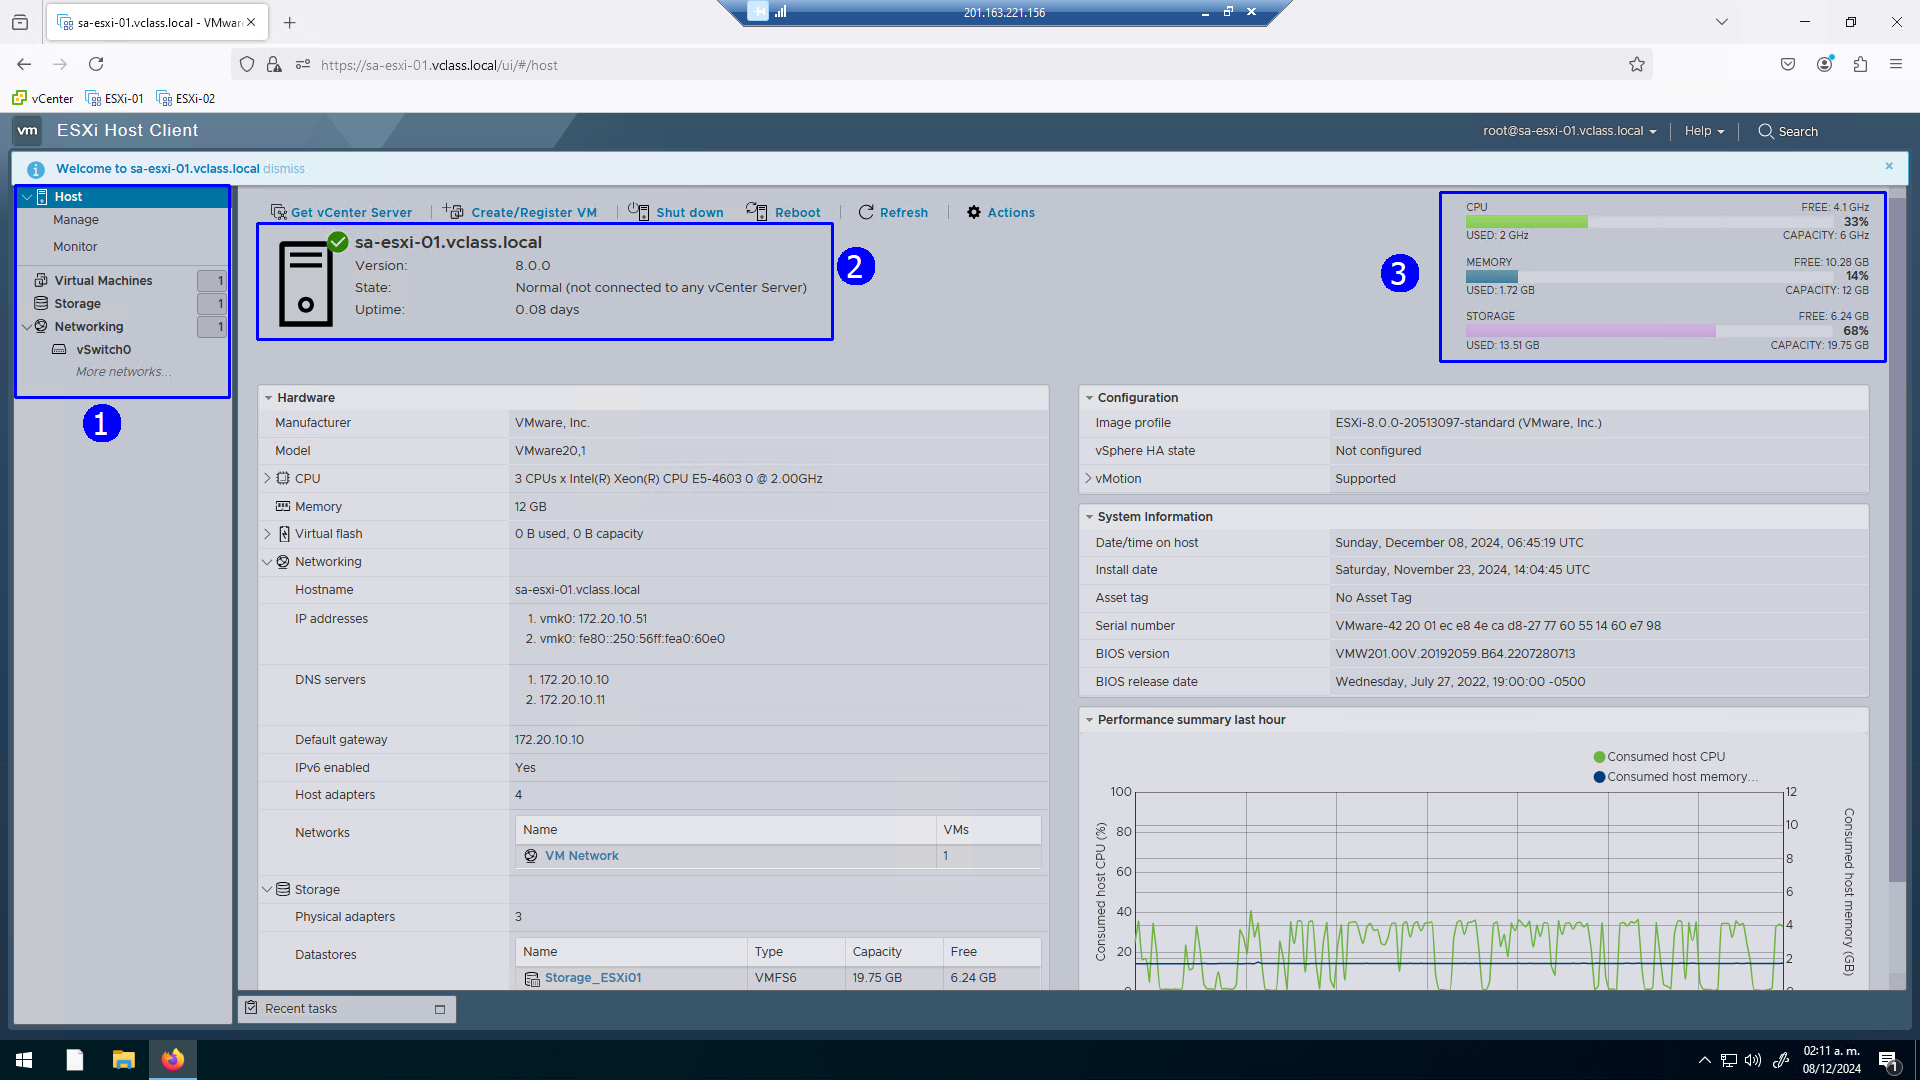 sa-esxi-01.vclass.local - VMwar
201.163.221.156
https://sa-esxi-01.vclass.local/ui/#/host
vCenter ESXi-01 ESXi-02
vm ESXi Host Client
root@sa-esxi-01.vclass.local Help Search
Welcome to sa-esxi-01.vclass.local dismiss
Host
Manage
Monitor
Virtual Machines 1
Storage 1
Networking 1
vSwitch0
More networks...
1
Get vCenter Server Create/Register VM Shut down Reboot Refresh Actions
sa-esxi-01.vclass.local
Version: 8.0.0
State: Normal (not connected to any vCenter Server)
Uptime: 0.08 days
2
3
CPU FREE: 4.1 GHz
33%
USED: 2 GHz CAPACITY: 6 GHz
MEMORY FREE: 10.28 GB
14%
USED: 1.72 GB CAPACITY: 12 GB
STORAGE FREE: 6.24 GB
68%
USED: 13.51 GB CAPACITY: 19.75 GB
Hardware
Manufacturer VMware, Inc.
Model VMware20,1
CPU 3 CPUs x Intel(R) Xeon(R) CPU E5-4603 0 @ 2.00GHz
Memory 12 GB
Virtual flash 0 B used, 0 B capacity
Networking
Hostname sa-esxi-01.vclass.local
IP addresses 1. vmk0: 172.20.10.51
2. vmk0: fe80::250:56ff:fea0:60e0
DNS servers 1. 172.20.10.10
2. 172.20.10.11
Default gateway 172.20.10.10
IPv6 enabled Yes
Host adapters 4
Networks Name VMs
VM Network 1
Storage
Physical adapters 3
Datastores Name Type Capacity Free
Storage_ESXi01 VMFS6 19.75 GB 6.24 GB
Configuration
Image profile ESXi-8.0.0-20513097-standard (VMware, Inc.)
vSphere HA state Not configured
vMotion Supported
System Information
Date/time on host Sunday, December 08, 2024, 06:45:19 UTC
Install date Saturday, November 23, 2024, 14:04:45 UTC
Asset tag No Asset Tag
Serial number VMware-42 20 01 ec e8 4e ca d8-27 77 60 55 14 60 e7 98
BIOS version VMW201.00V.20192059.B64.2207280713
BIOS release date Wednesday, July 27, 2022, 19:00:00 -0500
Performance summary last hour
Consumed host CPU
Consumed host memory...
Consumed host CPU (%)
100
80
60
40
20
12
10
8
6
4
2
Consumed host memory (GB)
Recent tasks
02:11 a. m.
08/12/2024
1